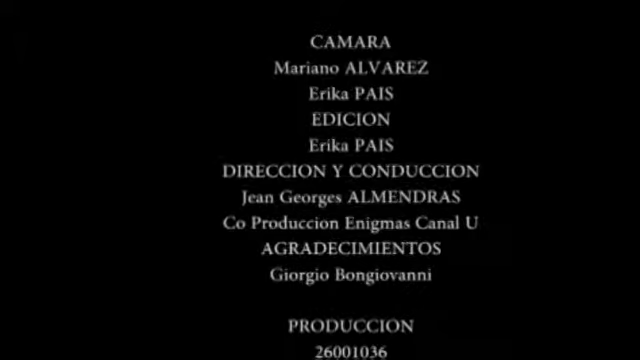 CAMARA
Mariano ALVAREZ
Erika PAIS
EDICION
Erika PAIS
DIRECCION Y CONDUCCION
Jean Georges ALMENDRAS
Co Produccion Enigmas Canal U
AGRADECIMIENTOS
Giorgio Bongiovanni
PRODUCCION
26001036